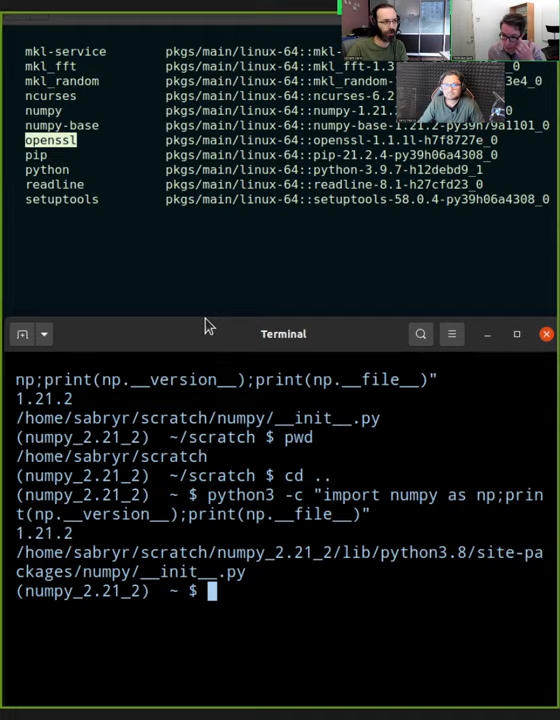 mkl-service pkgs/main/linux-64::mkl-
mkl_fft pkgs/main/linux-64::mkl_fft-1.3
mkl_random pkgs/main/linux-64::mkl_random-
ncurses pkgs/main/linux-64::ncurses-6.2
numpy pkgs/main/linux-64::numpy-1.21.
numpy-base pkgs/main/linux-64::numpy-base-1.21.2-py39h79a1101_0
openssl pkgs/main/linux-64::openssl-1.1.1l-h7f8727e_0
pip pkgs/main/linux-64::pip-21.2.4-py39h06a4308_0
python pkgs/main/linux-64::python-3.9.7-h12debd9_1
readline pkgs/main/linux-64::readline-8.1-h27cfd23_0
setuptools pkgs/main/linux-64::setuptools-58.0.4-py39h06a4308_0
Terminal
np;print(np.__version__);print(np.__file__)"
1.21.2
/home/sabryr/scratch/numpy/__init__.py
(numpy_2.21_2) ~/scratch $ pwd
/home/sabryr/scratch
(numpy_2.21_2) ~/scratch $ cd ..
(numpy_2.21_2) ~ $ python3 -c "import numpy as np;prin
t(np.__version__);print(np.__file__)"
1.21.2
/home/sabryr/scratch/numpy_2.21_2/lib/python3.8/site-pa
ckages/numpy/__init__.py
(numpy_2.21_2) ~ $